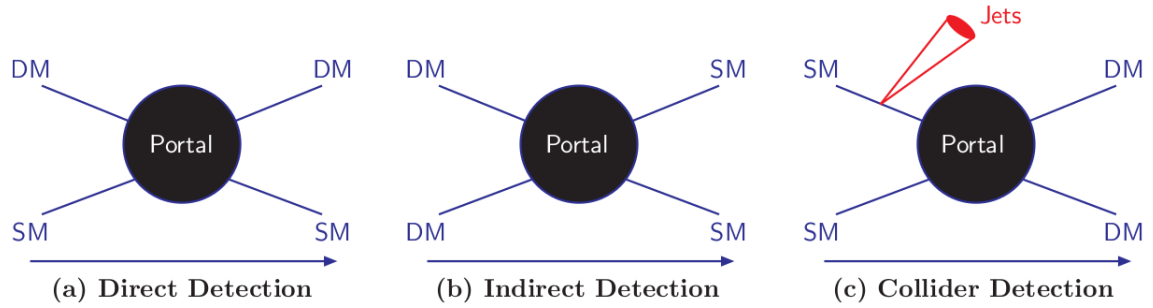 Jets
DM DM DM SM SM DM
Portal Portal Portal
SM SM DM SM SM DM
(a) Direct Detection (b) Indirect Detection (c) Collider Detection